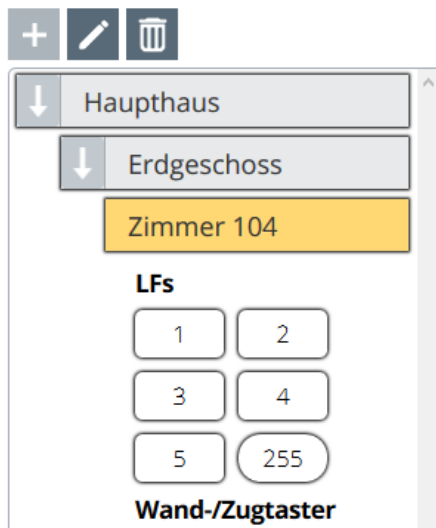 Haupthaus
Erdgeschoss
Zimmer 104
LFs
1 2
3 4
5 255
Wand-/Zugtaster